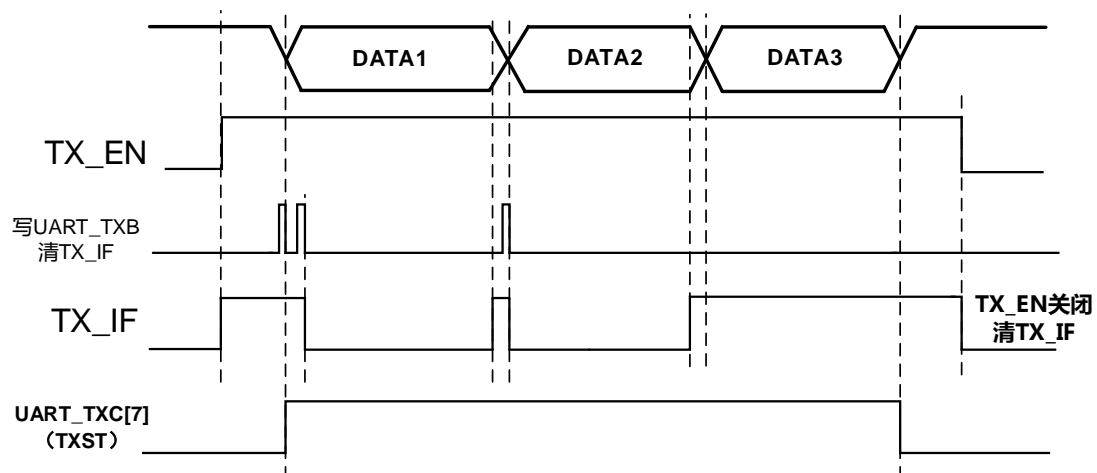 DATA1 DATA2 DATA3
TX_EN
写UART_TXB
清TX_IF
TX_IF
TX_EN关闭
清TX_IF
UART_TXC[7]
（TXST）